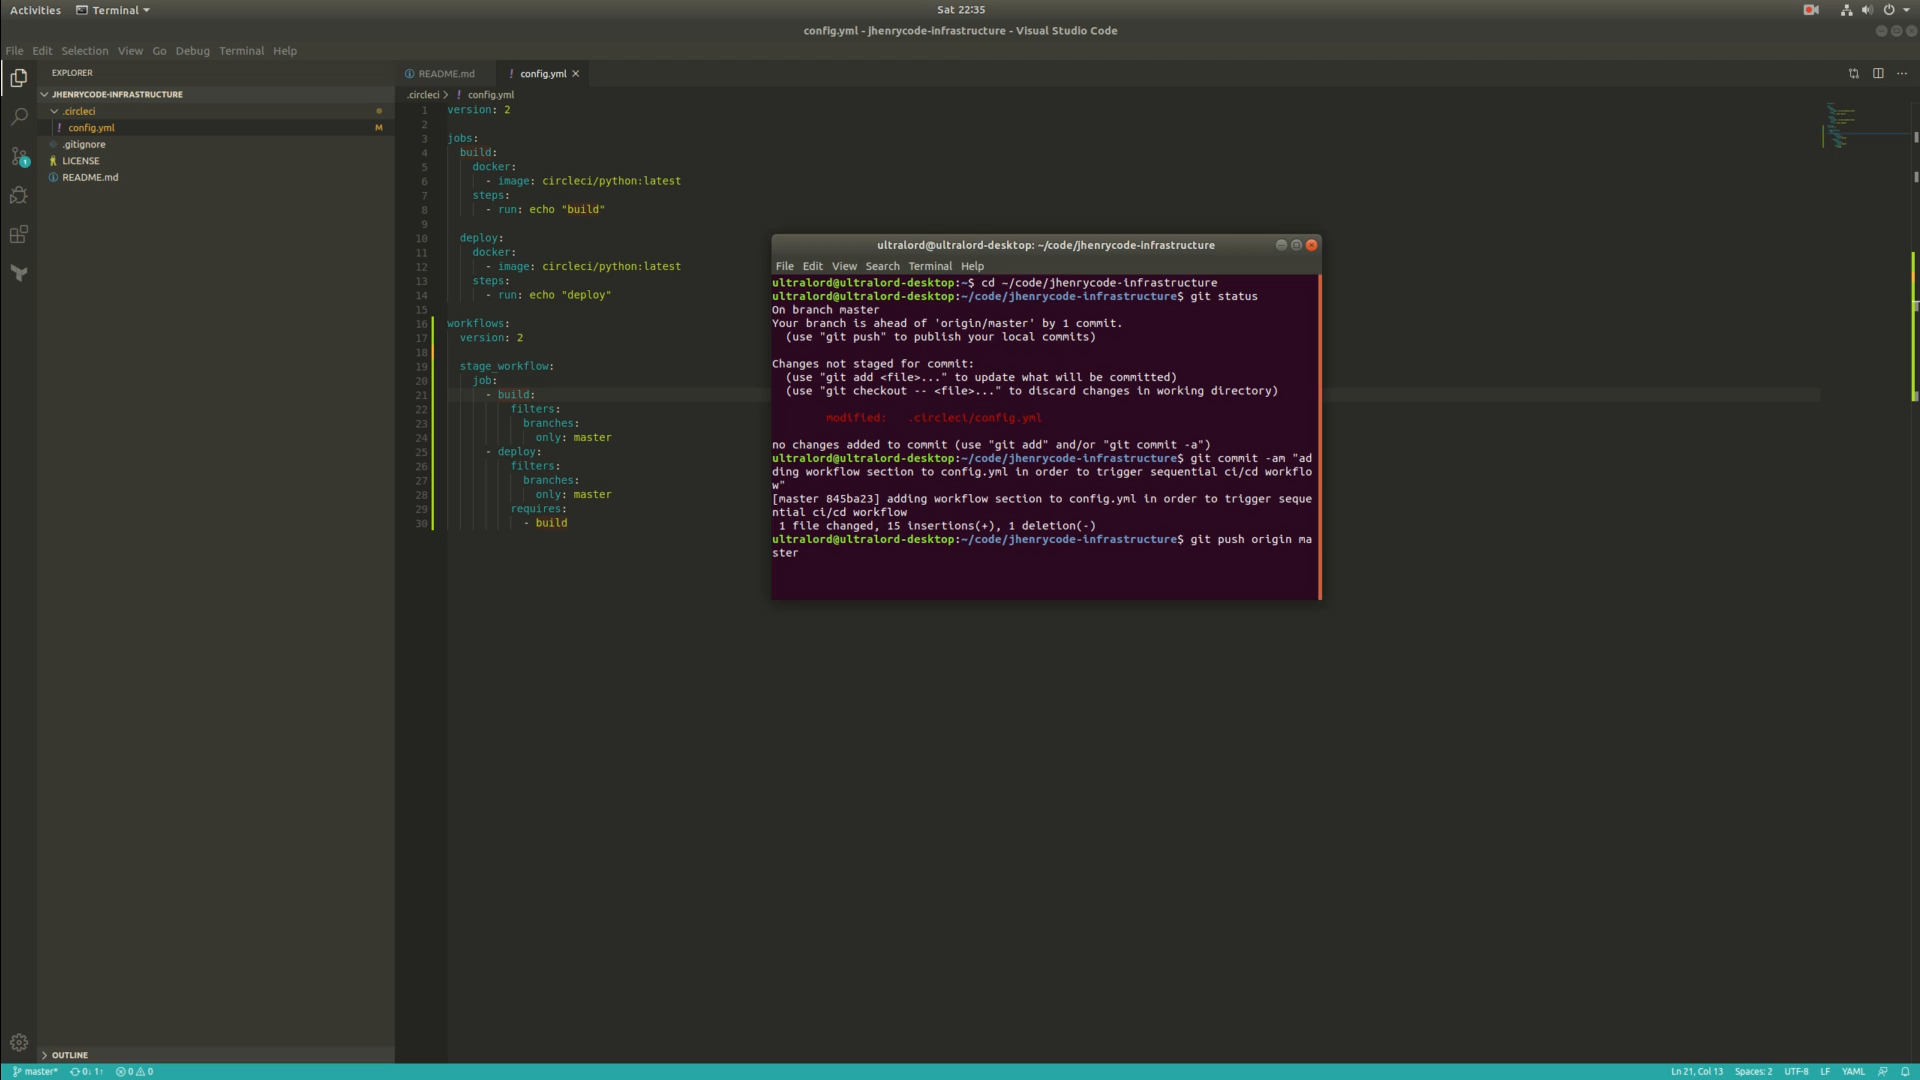 Activities Terminal Sat 22:35
config.yml - jhenrycode-infrastructure - Visual Studio Code
File Edit Selection View Go Debug Terminal Help
EXPLORER
JHENRYCODE-INFRASTRUCTURE
.circleci
! config.yml M
.gitignore
LICENSE
README.md
OUTLINE
1
README.md ! config.yml ×
.circleci > ! config.yml
1 version: 2
2
3 jobs:
4 build:
5 docker:
6 - image: circleci/python:latest
7 steps:
8 - run: echo "build"
9
10 deploy:
11 docker:
12 - image: circleci/python:latest
13 steps:
14 - run: echo "deploy"
15
16 workflows:
17 version: 2
18
19 stage_workflow:
20 job:
21 - build:
22 filters:
23 branches:
24 only: master
25 - deploy:
26 filters:
27 branches:
28 only: master
29 requires:
30 - build
ultralord@ultralord-desktop: ~/code/jhenrycode-infrastructure
File Edit View Search Terminal Help
ultralord@ultralord-desktop:~$ cd ~/code/jhenrycode-infrastructure
ultralord@ultralord-desktop:~/code/jhenrycode-infrastructure$ git status
On branch master
Your branch is ahead of 'origin/master' by 1 commit.
(use "git push" to publish your local commits)
Changes not staged for commit:
(use "git add <file>..." to update what will be committed)
(use "git checkout -- <file>..." to discard changes in working directory)
modified: .circleci/config.yml
no changes added to commit (use "git add" and/or "git commit -a")
ultralord@ultralord-desktop:~/code/jhenrycode-infrastructure$ git commit -am "ad
ding workflow section to config.yml in order to trigger sequential ci/cd workflo
w"
[master 845ba23] adding workflow section to config.yml in order to trigger seque
ntial ci/cd workflow
1 file changed, 15 insertions(+), 1 deletion(-)
ultralord@ultralord-desktop:~/code/jhenrycode-infrastructure$ git push origin ma
ster
master* 0↓ 1↑ 0 0 Ln 21, Col 13 Spaces: 2 UTF-8 LF YAML